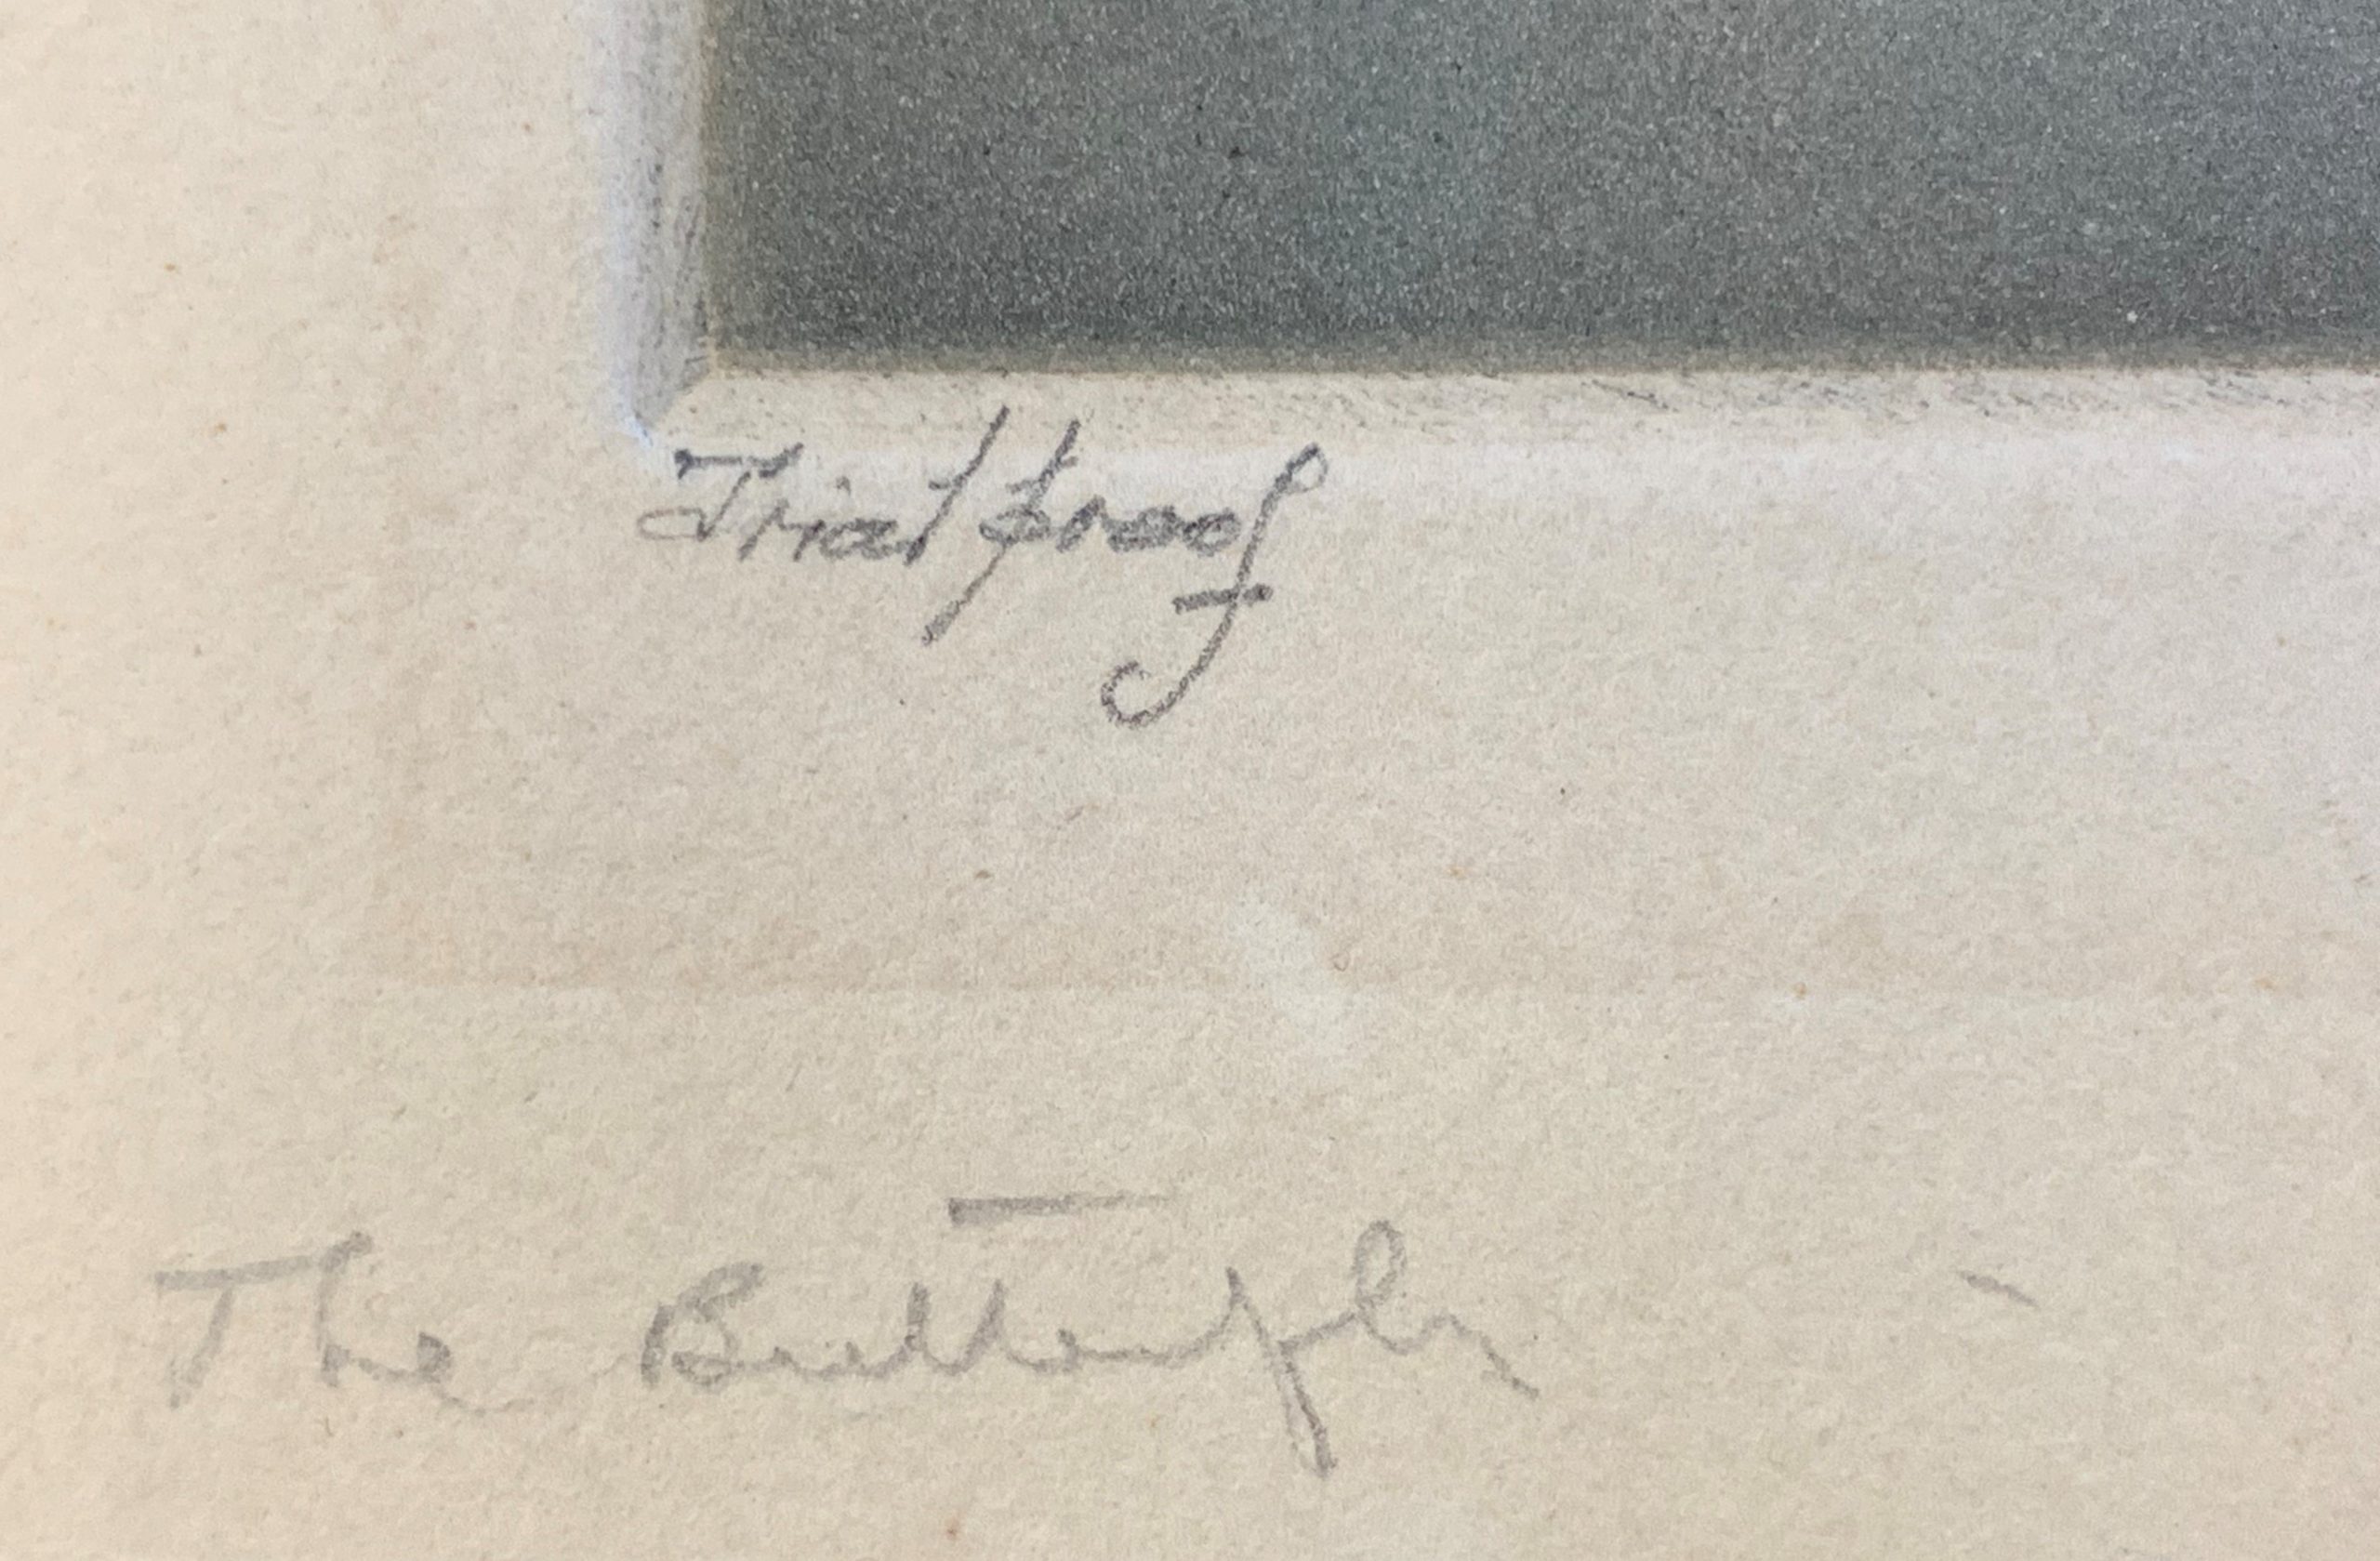 Trial proof
The Butterfly